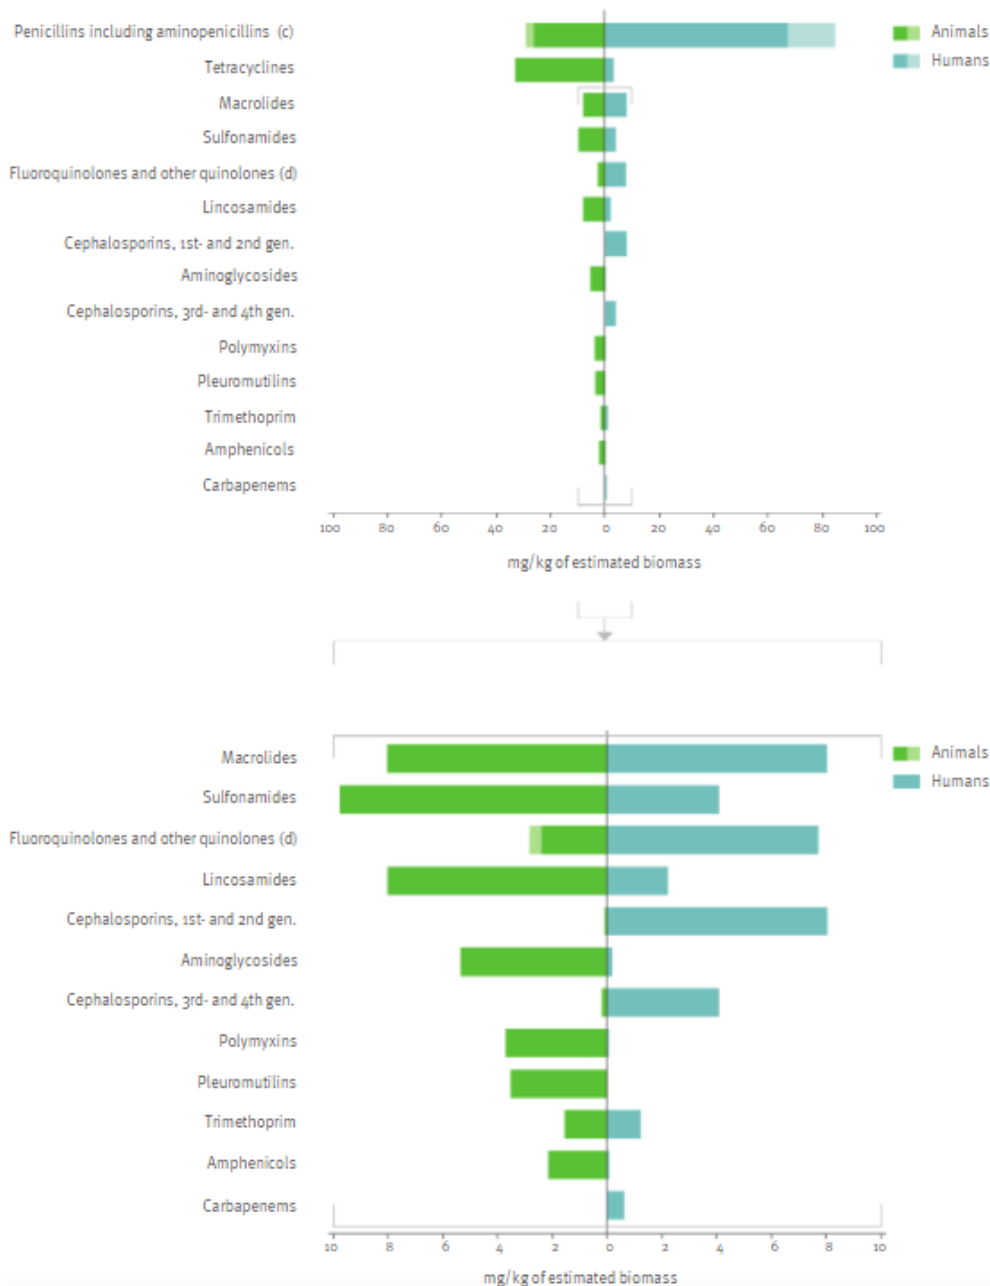 Penicillins including aminopenicillins (c)
Animals
Tetracyclines
Humans
Macrolides
Sulfonamides
Fluoroquinolones and other quinolones (d)
Lincosamides
Cephalosporins, 1st- and 2nd gen.
Aminoglycosides
Cephalosporins, 3rd- and 4th gen.
Polymyxins
Pleuromutilins
Trimethoprim
Amphenicols
Carbapenems
100 80 60 40 20 0 20 40 60 80 100
mg/kg of estimated biomass
Macrolides
Animals
Sulfonamides
Humans
Fluoroquinolones and other quinolones (d)
Lincosamides
Cephalosporins, 1st- and 2nd gen.
Aminoglycosides
Cephalosporins, 3rd- and 4th gen.
Polymyxins
Pleuromutilins
Trimethoprim
Amphenicols
Carbapenems
10 8 6 4 2 0 2 4 6 8 10
mg/kg of estimated biomass